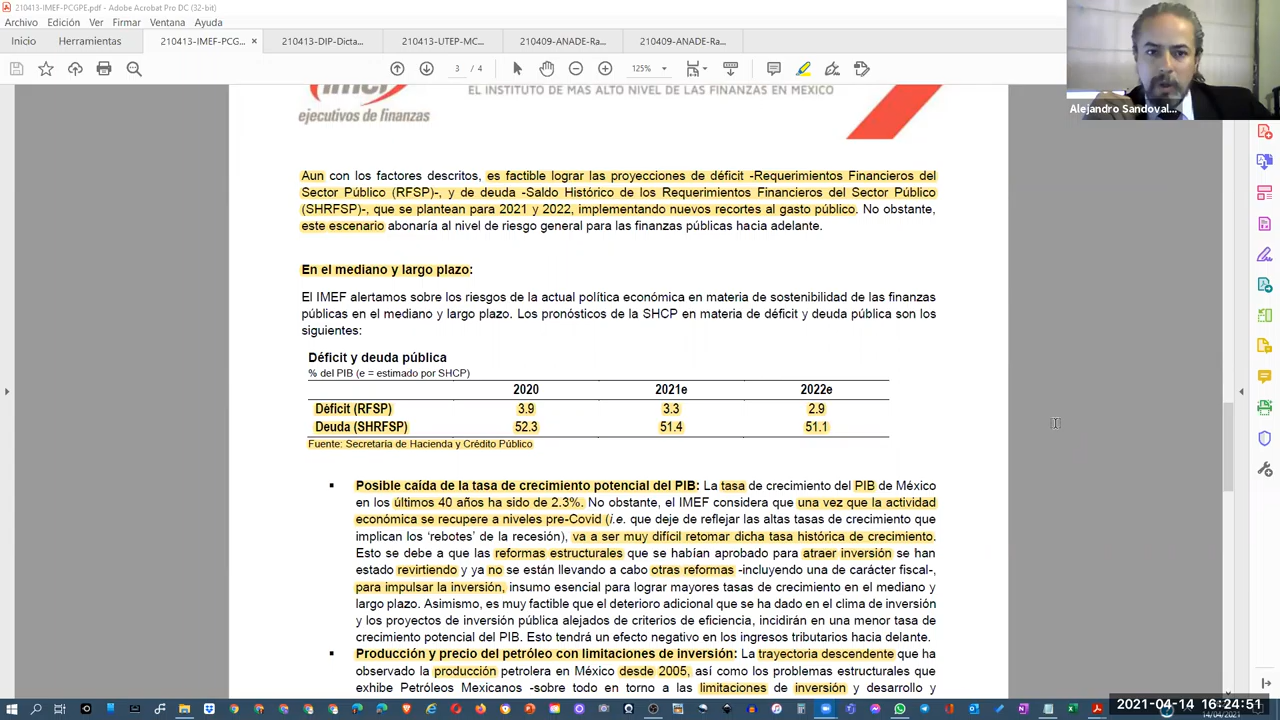 210413-IMEF-PCGPE.pdf - Adobe Acrobat Pro DC (32-bit)
Archivo Edición Ver Firmar Ventana Ayuda
Inicio Herramientas 210413-IMEF-PCG... × 210413-DIP-Dicta... 210413-UTEP-MC... 210409-ANADE-Ra... 210409-ANADE-Ra...
3 / 4 125%
Alejandro Sandoval...
EL INSTITUTO DE MÁS ALTO NIVEL DE LAS FINANZAS EN MÉXICO
ejecutivos de finanzas
Aun con los factores descritos, es factible lograr las proyecciones de déficit -Requerimientos Financieros del
Sector Público (RFSP)-, y de deuda -Saldo Histórico de los Requerimientos Financieros del Sector Público
(SHRFSP)-, que se plantean para 2021 y 2022, implementando nuevos recortes al gasto público. No obstante,
este escenario abonaría al nivel de riesgo general para las finanzas públicas hacia adelante.
En el mediano y largo plazo:
El IMEF alertamos sobre los riesgos de la actual política económica en materia de sostenibilidad de las finanzas
públicas en el mediano y largo plazo. Los pronósticos de la SHCP en materia de déficit y deuda pública son los
siguientes:
Déficit y deuda pública
% del PIB (e = estimado por SHCP)
2020 2021e 2022e
Déficit (RFSP) 3.9 3.3 2.9
Deuda (SHRFSP) 52.3 51.4 51.1
Fuente: Secretaría de Hacienda y Crédito Público
▪ Posible caída de la tasa de crecimiento potencial del PIB: La tasa de crecimiento del PIB de México
en los últimos 40 años ha sido de 2.3%. No obstante, el IMEF considera que una vez que la actividad
económica se recupere a niveles pre-Covid (i.e. que deje de reflejar las altas tasas de crecimiento que
implican los 'rebotes' de la recesión), va a ser muy difícil retomar dicha tasa histórica de crecimiento.
Esto se debe a que las reformas estructurales que se habían aprobado para atraer inversión se han
estado revirtiendo y ya no se están llevando a cabo otras reformas -incluyendo una de carácter fiscal-,
para impulsar la inversión, insumo esencial para lograr mayores tasas de crecimiento en el mediano y
largo plazo. Asimismo, es muy factible que el deterioro adicional que se ha dado en el clima de inversión
y los proyectos de inversión pública alejados de criterios de eficiencia, incidirán en una menor tasa de
crecimiento potencial del PIB. Esto tendrá un efecto negativo en los ingresos tributarios hacia delante.
▪ Producción y precio del petróleo con limitaciones de inversión: La trayectoria descendente que ha
observado la producción petrolera en México desde 2005, así como los problemas estructurales que
exhibe Petróleos Mexicanos -sobre todo en torno a las limitaciones de inversión y desarrollo y
2021-04-14 16:24:51
14/04/2021